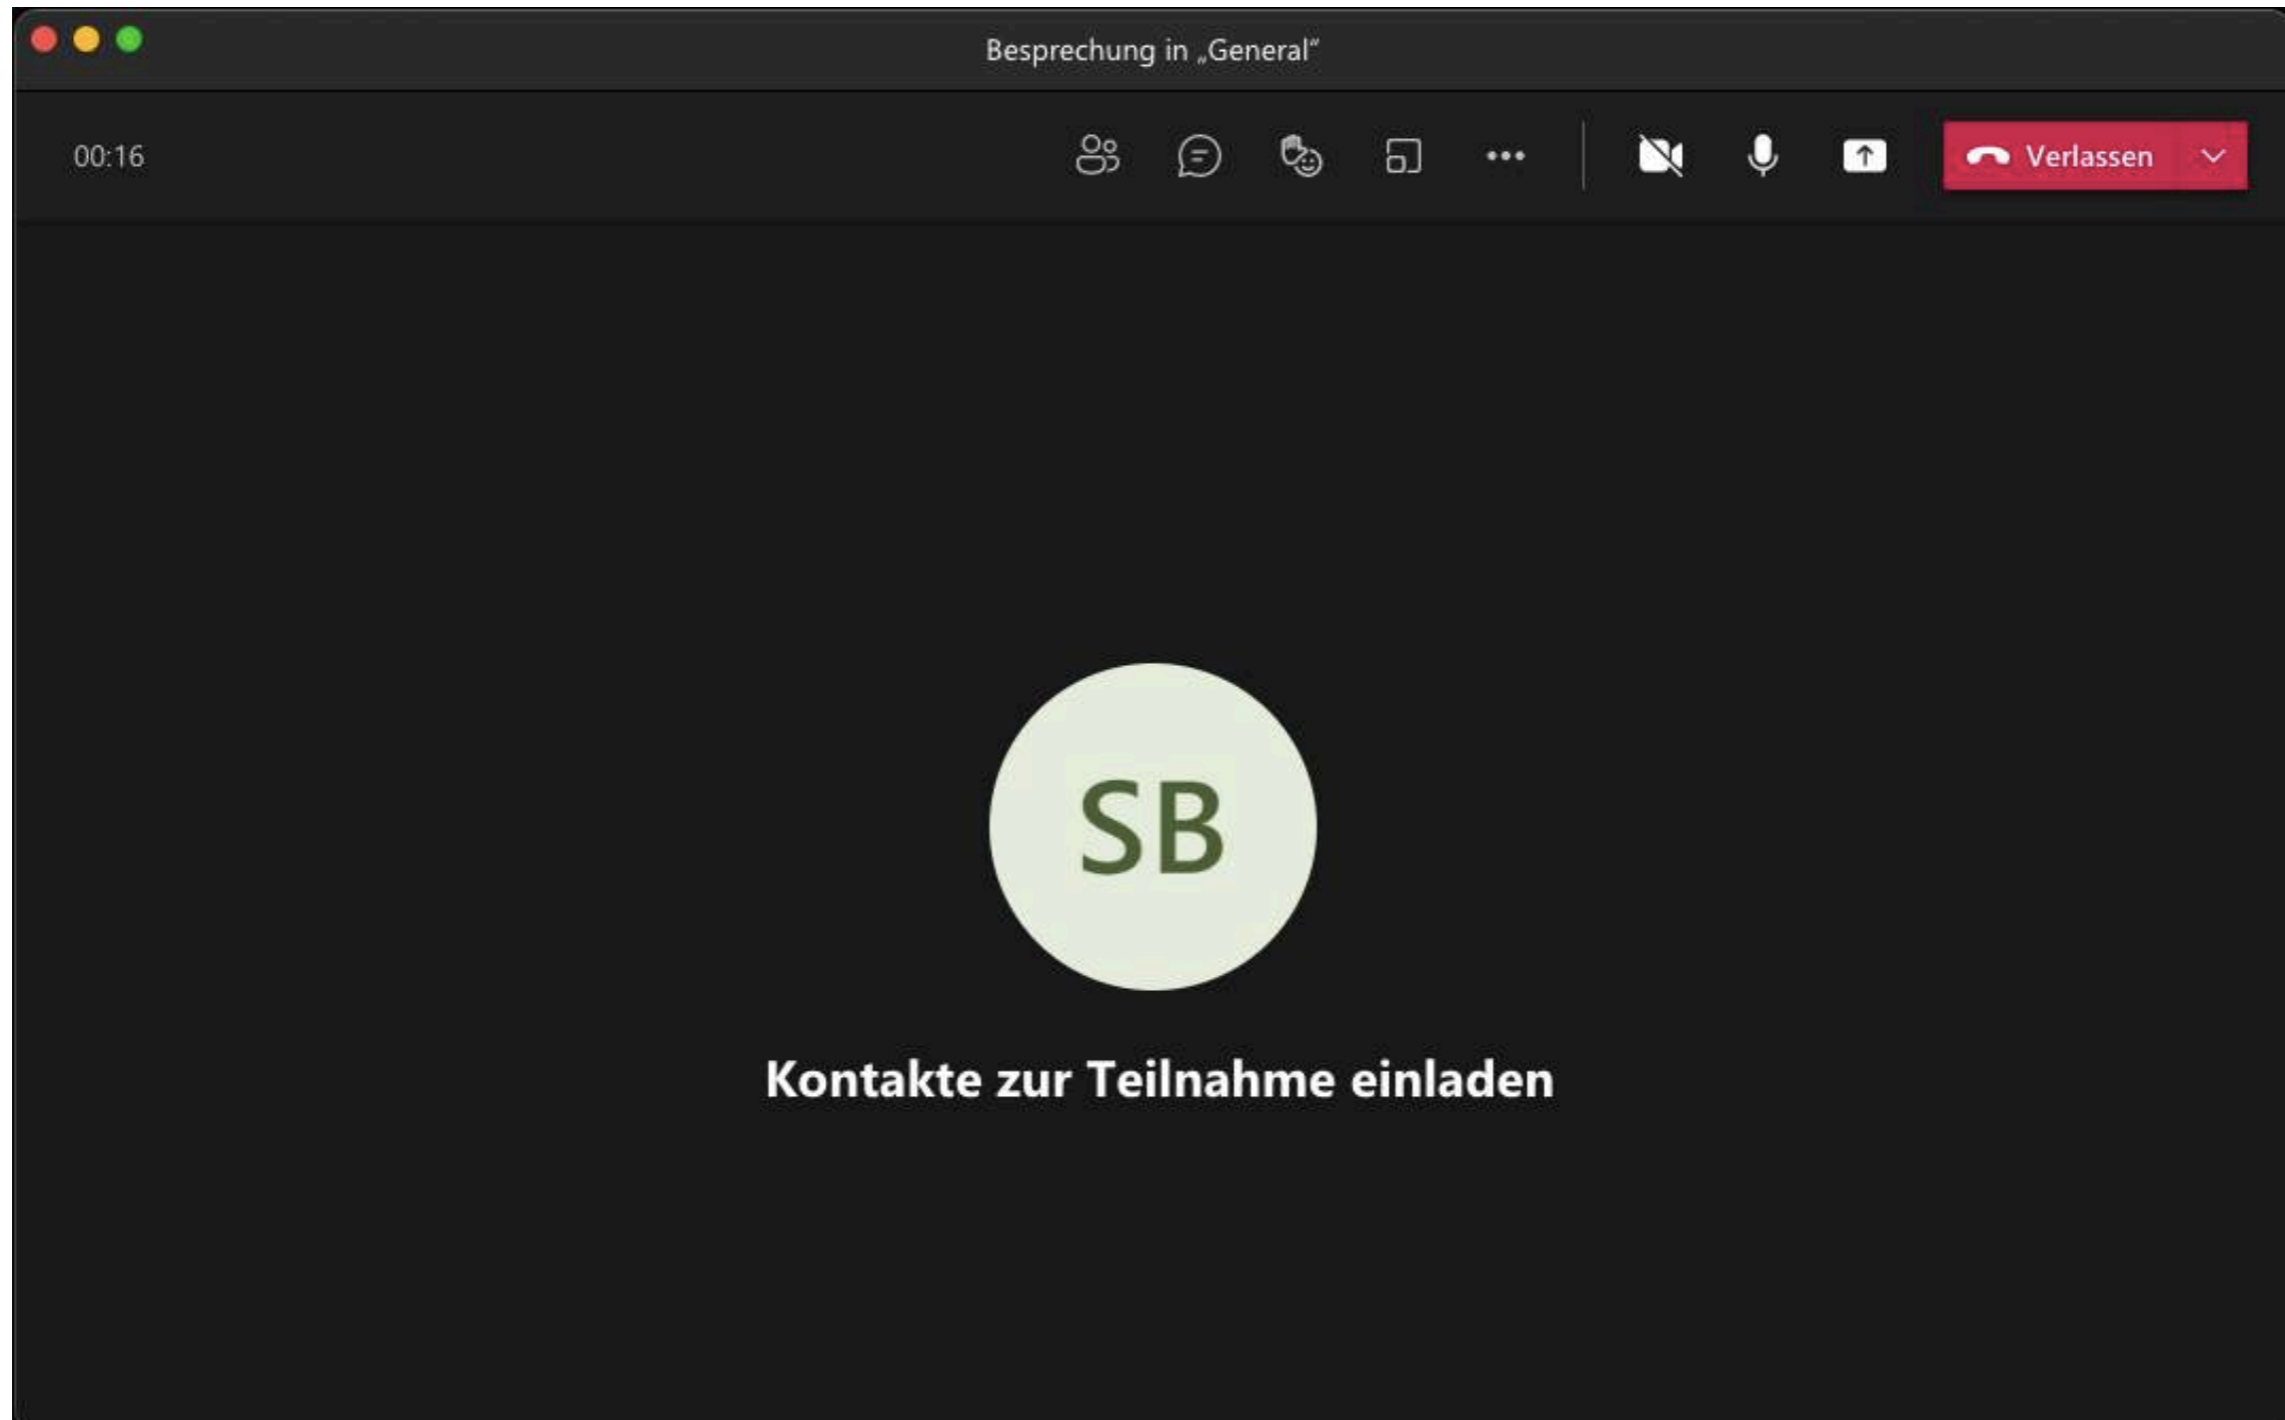 Besprechung in „General“
00:16
Verlassen
SB
Kontakte zur Teilnahme einladen